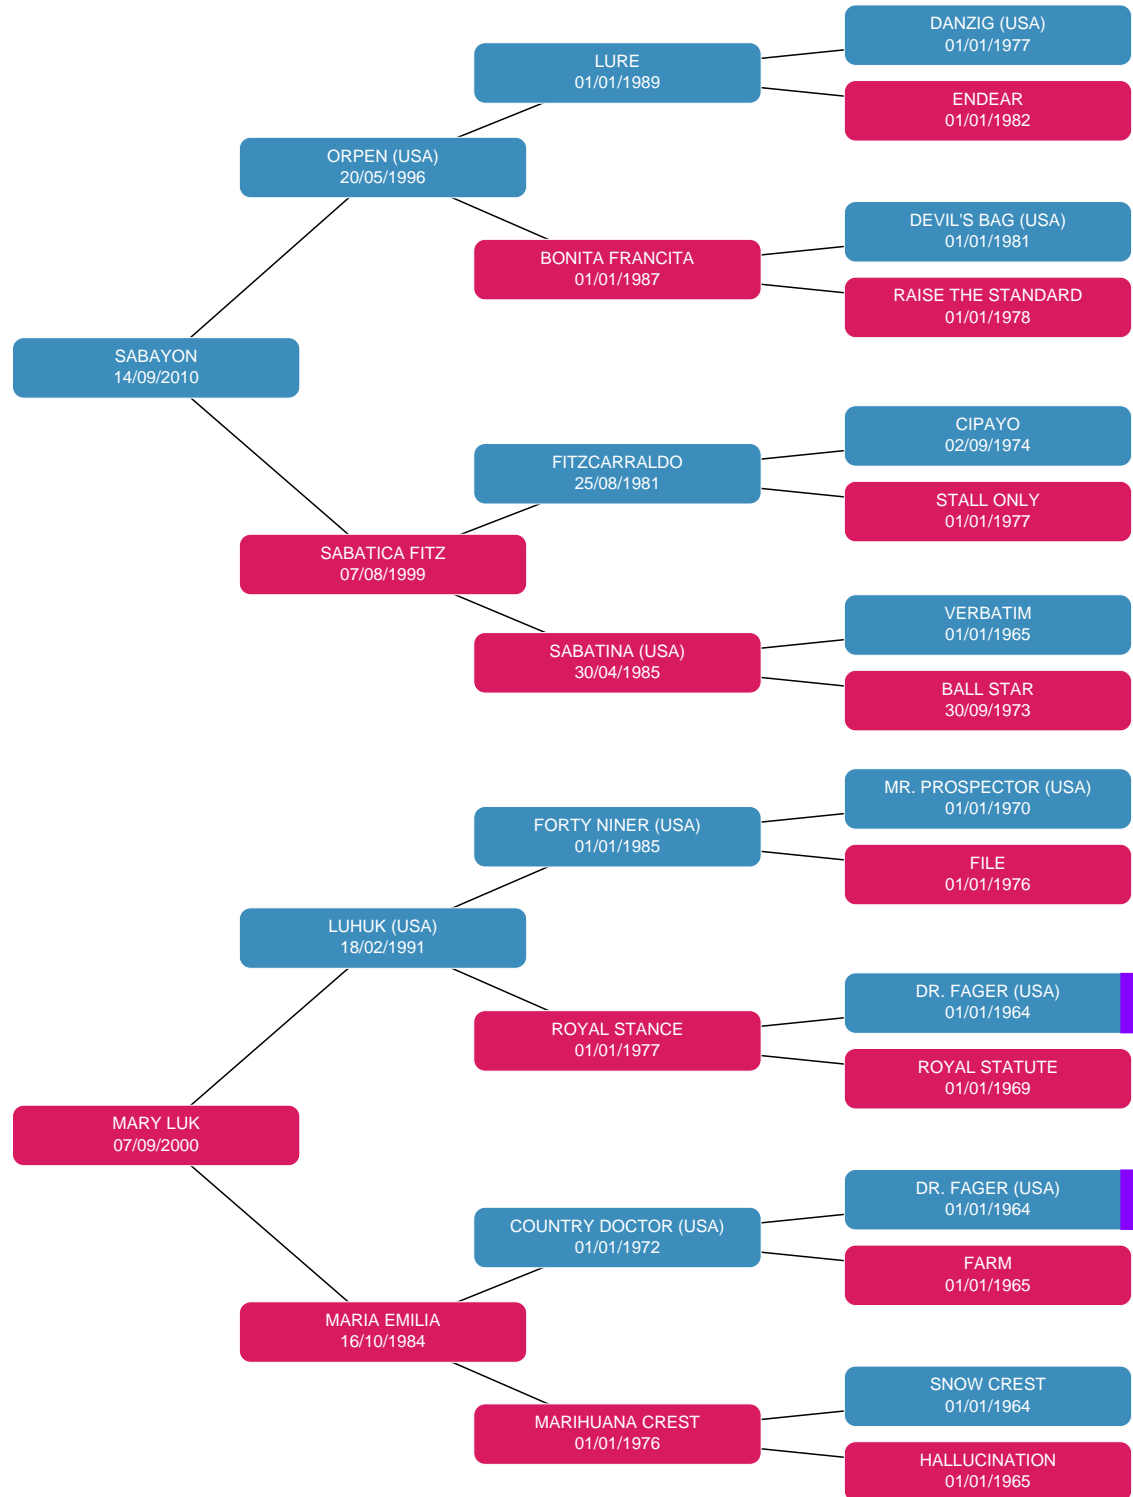 DANZIG (USA)
01/01/1977
LURE
01/01/1989
ENDEAR
01/01/1982
ORPEN (USA)
20/05/1996
DEVIL'S BAG (USA)
01/01/1981
BONITA FRANCITA
01/01/1987
RAISE THE STANDARD
01/01/1978
SABAYON
14/09/2010
CIPAYO
02/09/1974
FITZCARRALDO
25/08/1981
STALL ONLY
01/01/1977
SABATICA FITZ
07/08/1999
VERBATIM
01/01/1965
SABATINA (USA)
30/04/1985
BALL STAR
30/09/1973
MR. PROSPECTOR (USA)
01/01/1970
FORTY NINER (USA)
01/01/1985
FILE
01/01/1976
LUHUK (USA)
18/02/1991
DR. FAGER (USA)
01/01/1964
ROYAL STANCE
01/01/1977
ROYAL STATUTE
01/01/1969
MARY LUK
07/09/2000
DR. FAGER (USA)
01/01/1964
COUNTRY DOCTOR (USA)
01/01/1972
FARM
01/01/1965
MARIA EMILIA
16/10/1984
SNOW CREST
01/01/1964
MARIHUANA CREST
01/01/1976
HALLUCINATION
01/01/1965